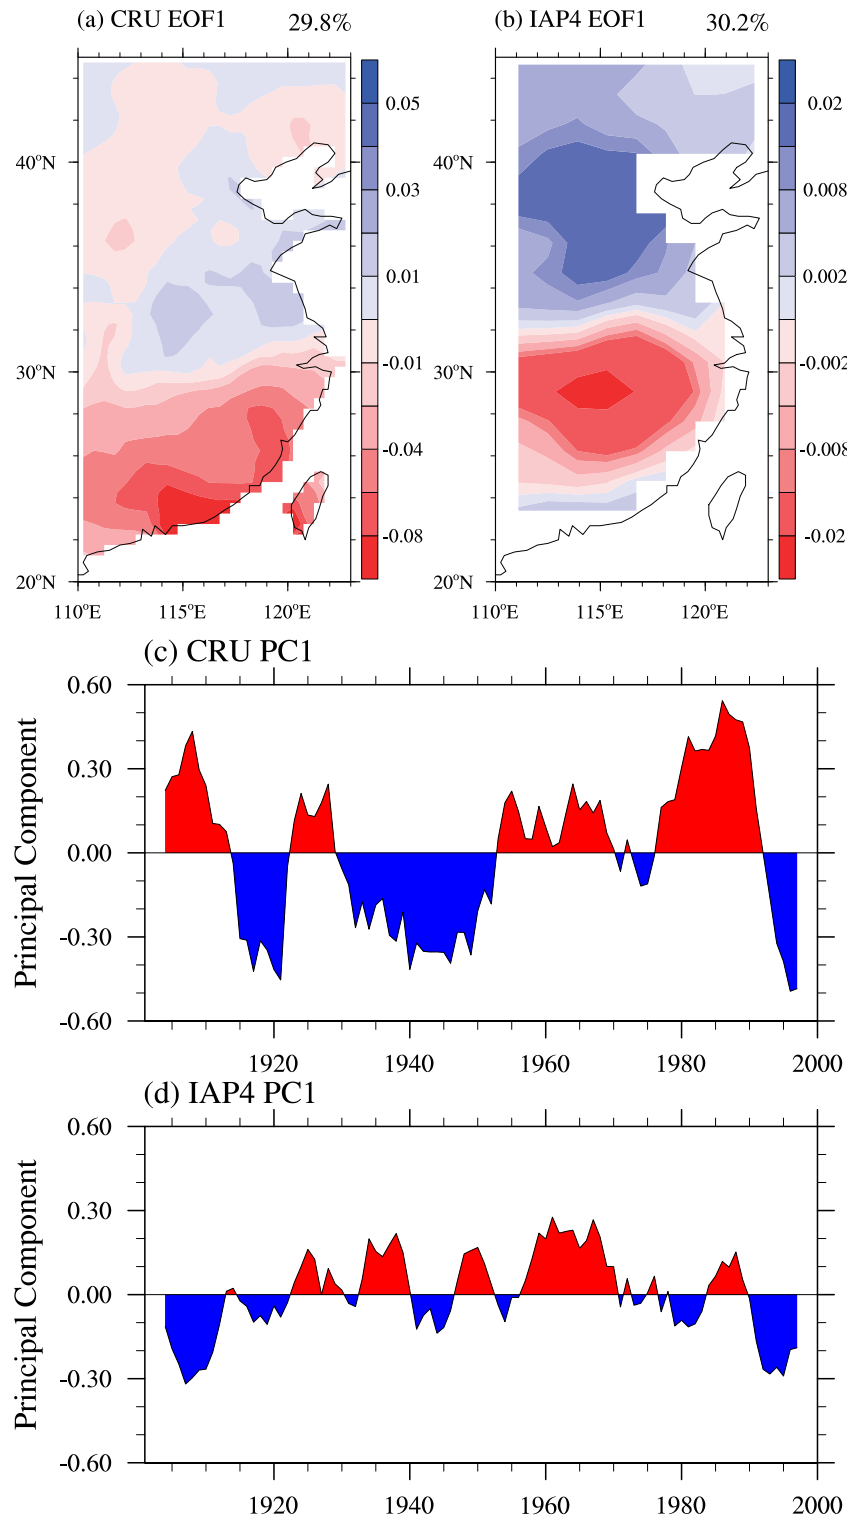 (a) CRU EOF1 29.8%
(b) IAP4 EOF1 30.2%
40°N
30°N
20°N
110°E 115°E 120°E
0.05
0.03
0.01
-0.01
-0.04
-0.08
40°N
30°N
20°N
110°E 115°E 120°E
0.02
0.008
0.002
-0.002
-0.008
-0.02
(c) CRU PC1
Principal Component
0.60
0.30
0.00
-0.30
-0.60
1920 1940 1960 1980 2000
(d) IAP4 PC1
Principal Component
0.60
0.30
0.00
-0.30
-0.60
1920 1940 1960 1980 2000